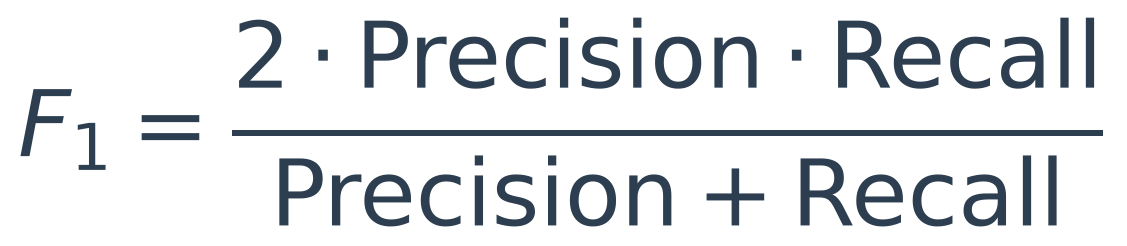 F₁ = 2 · Precision · Recall
Precision + Recall